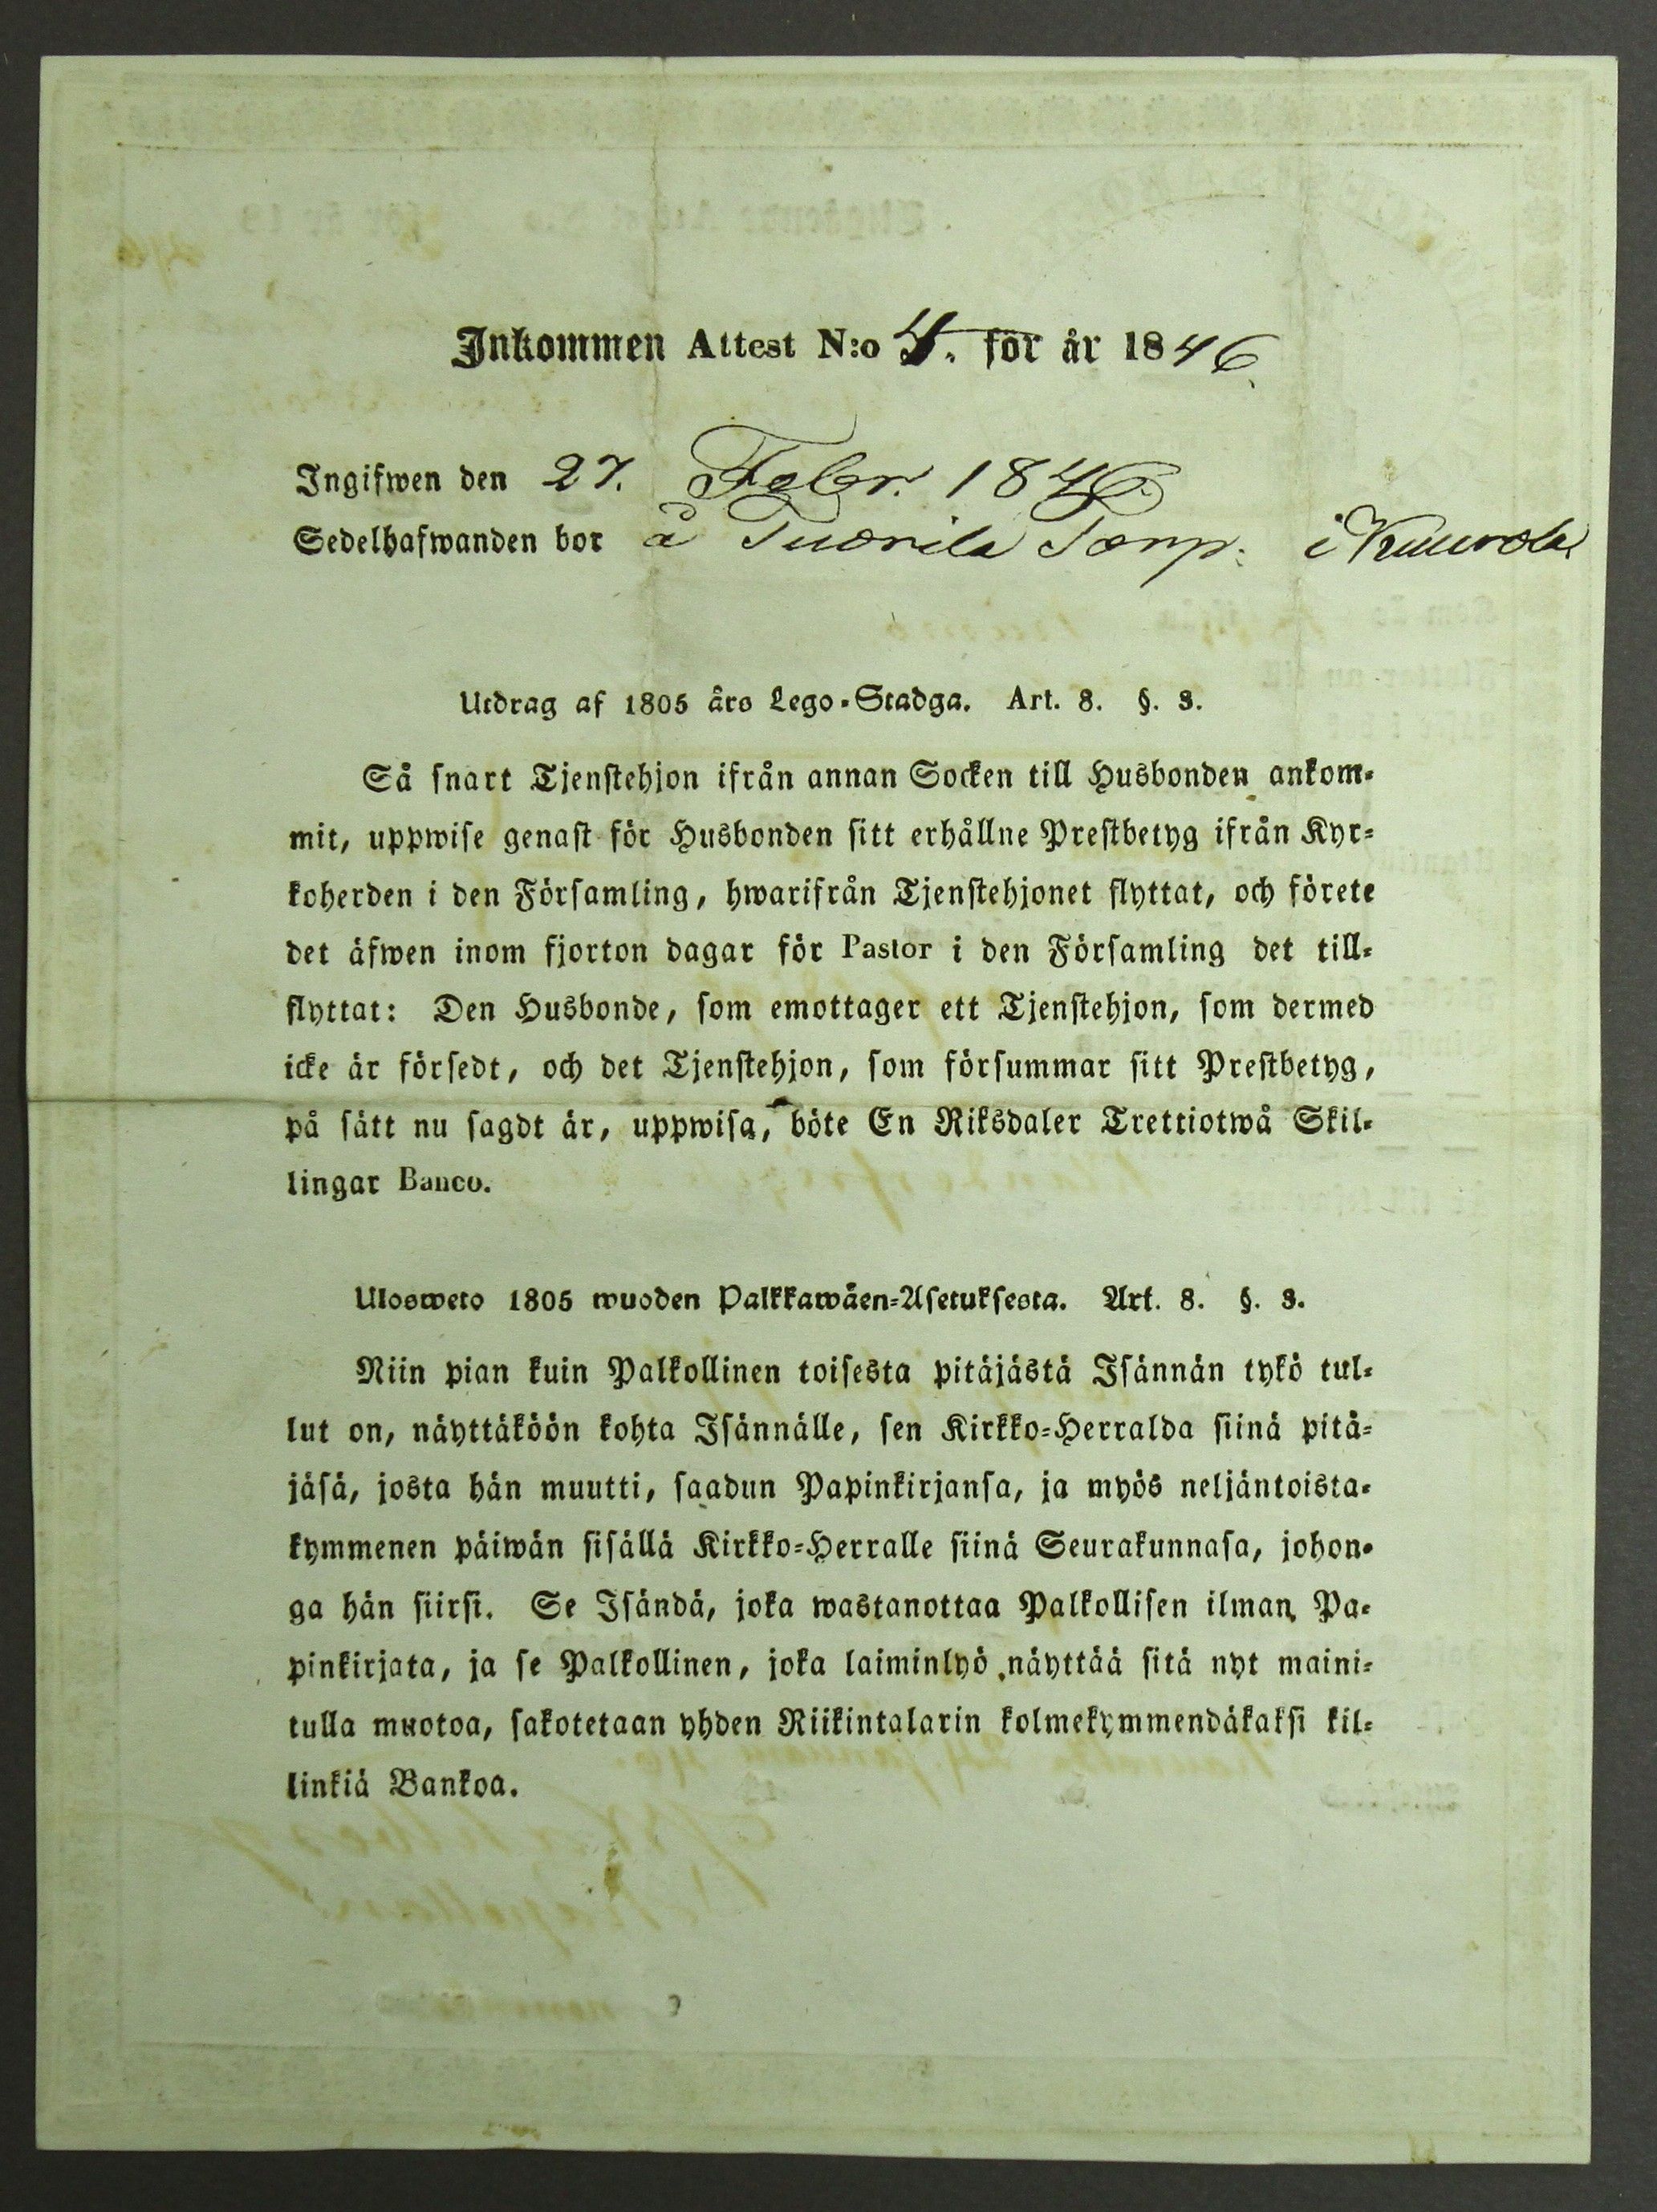 Inkommen Attest N:o 4. för år 1846.
Ingifwen den 27. Febr. 1846.
Sedelhafwanden bor å Tuorila Torp. i
Utdrag af 1805 års Lego-Stadga. Art. 8. §. 3.
Så snart Tjenstehjon ifrån annan Socken till Husbonden ankom-
mit, uppwise genast för Husbonden sitt erhållne Prestbetyg ifrån Kyr-
koherden i den Församling, hwarifrån Tjenstehjonet flyttat, och förete
det äfwen inom fjorton dagar för Pastor i den Församling det till-
flyttat: Den Husbonde, som emottager ett Tjenstehjon, som dermed
icke är försedt, och det Tjenstehjon, som försummar sitt Prestbetyg,
på sätt nu sagdt är, uppwisa, böte En Riksdaler Trettiotwå Skil-
lingar Banco.
Ulosweto 1805 wuoden Palkkawäen-Asetuksesta. Art. 8. §. 3.
Niin pian kuin Palkollinen toisesta pitäjästä Isännän tykö tul-
lut on, näyttäköön kohta Isännälle, sen Kirkko-Herralda siinä pitä-
jäsä, josta hän muutti, saadun Papinkirjansa, ja myös neljäntoista-
kymmenen päiwän sisällä Kirkko-Herralle siinä Seurakunnasa, johon-
ga hän siirsi. Se Isändä, joka wastanottaa Palkollisen ilman Pa-
pinkirjata, ja se Palkollinen, joka laiminlyö näyttää sitä nyt maini-
tulla muotoa, sakotetaan yhden Riikintalarin kolmekymmendäkaksi kil-
linkiä Bankoa.